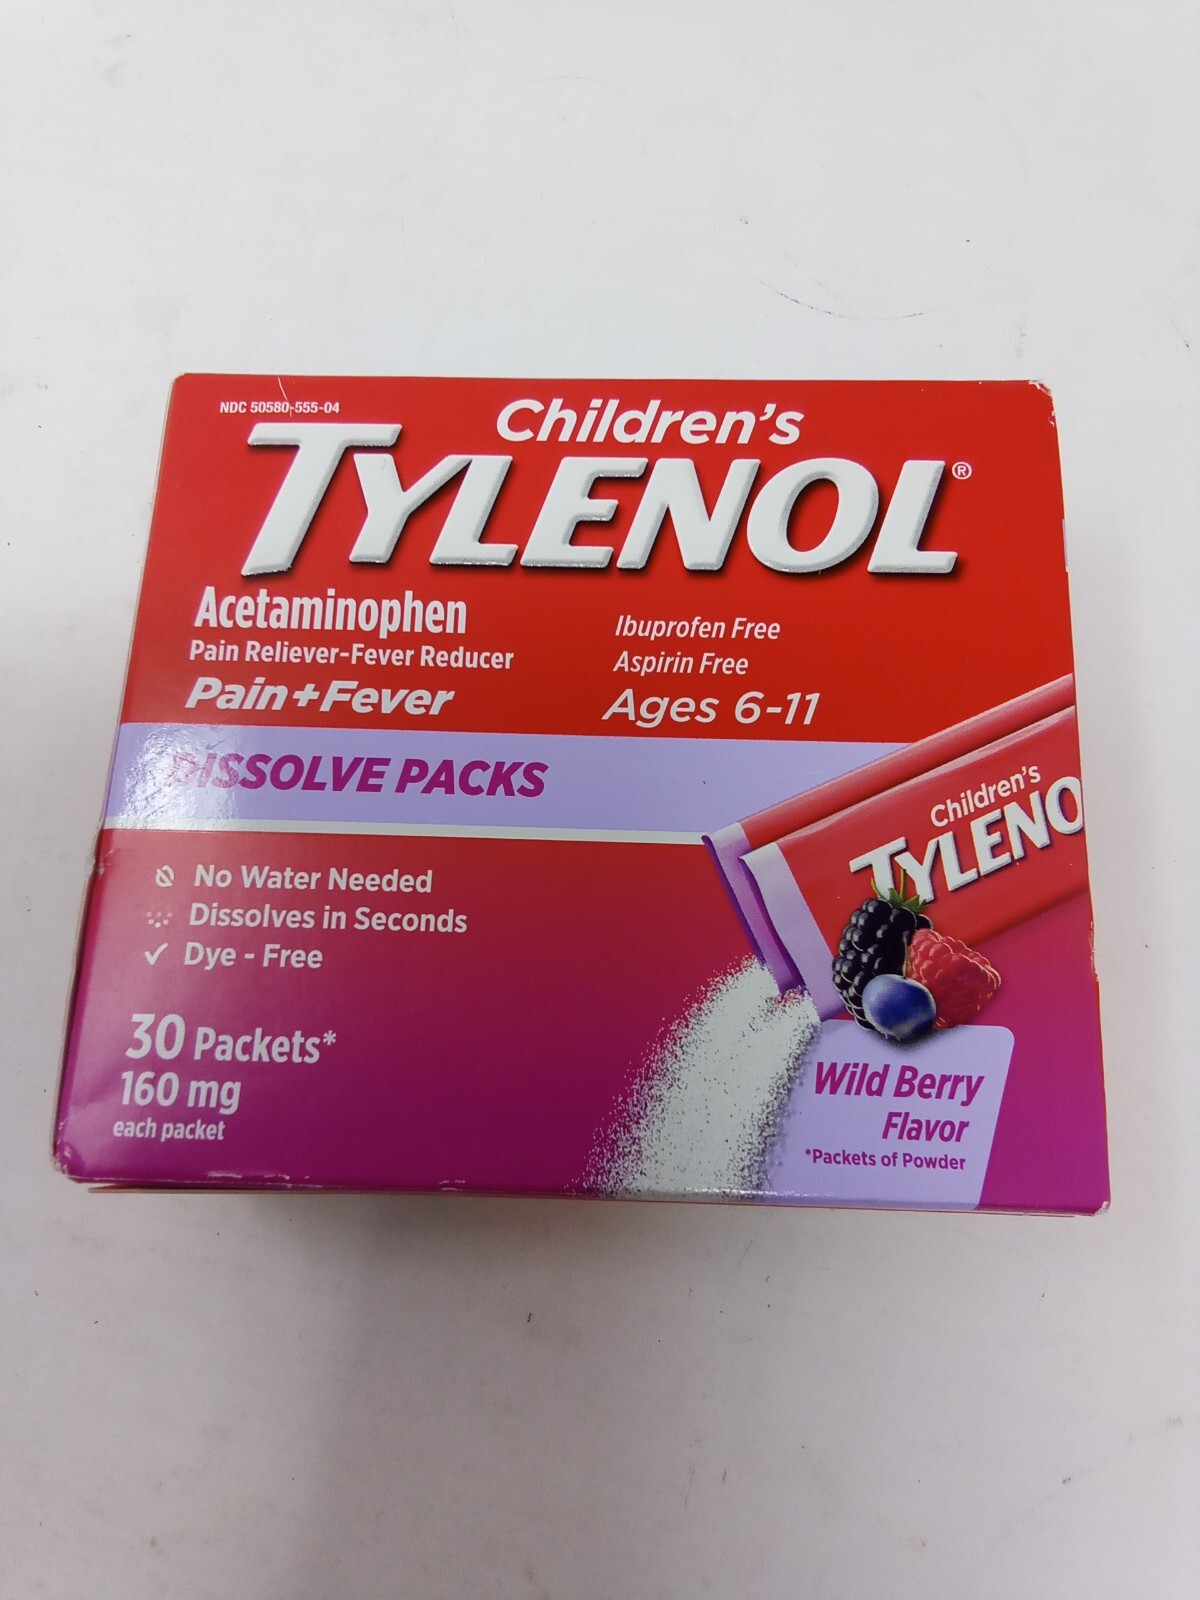 NDC 50580-555-04
Children's
TYLENOL®
Acetaminophen
Pain Reliever-Fever Reducer
Pain+Fever
Ibuprofen Free
Aspirin Free
Ages 6-11
DISSOLVE PACKS
Children's
TYLENO
No Water Needed
Dissolves in Seconds
Dye - Free
30 Packets*
160 mg
each packet
Wild Berry
Flavor
*Packets of Powder